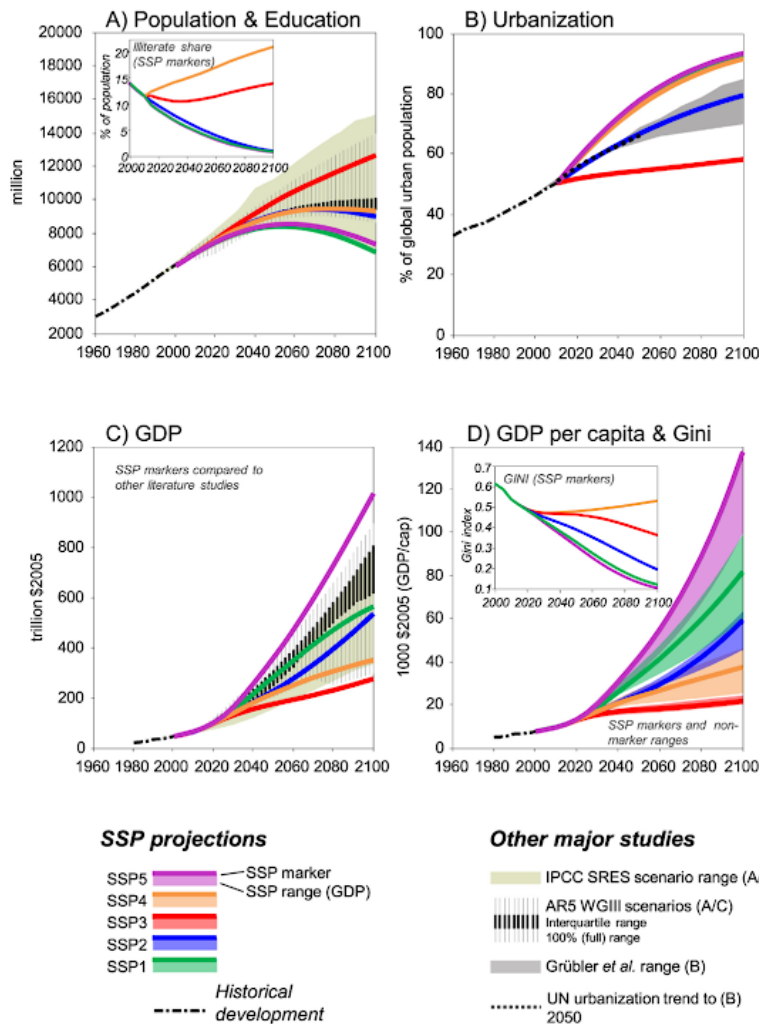 A) Population & Education
million
20000
18000
16000
14000
12000
10000
8000
6000
4000
2000
1960 1980 2000 2020 2040 2060 2080 2100
Illiterate share
(SSP markers)
% of population
25
20
15
10
5
0
2000 2020 2040 2060 2080 2100
B) Urbanization
% of global urban population
100
80
60
40
20
0
1960 1980 2000 2020 2040 2060 2080 2100
C) GDP
SSP markers compared to
other literature studies
trillion $2005
1200
1000
800
600
400
200
0
1960 1980 2000 2020 2040 2060 2080 2100
D) GDP per capita & Gini
1000 $2005 (GDP/cap)
140
120
100
80
60
40
20
0
1960 1980 2000 2020 2040 2060 2080 2100
GINI (SSP markers)
Gini index
0.7
0.6
0.5
0.4
0.3
0.2
0.1
2000 2020 2040 2060 2080 2100
SSP markers and non-
marker ranges
SSP projections
SSP5
SSP4
SSP3
SSP2
SSP1
SSP marker
SSP range (GDP)
Historical
development
Other major studies
IPCC SRES scenario range (A/
AR5 WGIII scenarios (A/C)
Interquartile range
100% (full) range
Grübler et al. range (B)
UN urbanization trend to (B)
2050